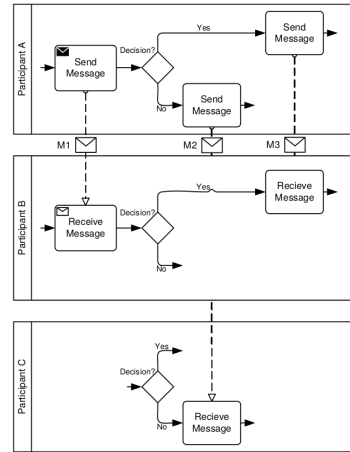 Participant A
Send
Message
Decision?
Yes
No
Send
Message
Send
Message
M1
M2
M3
Participant B
Receive
Message
Decision?
Yes
No
Recieve
Message
Participant C
Decision?
Yes
No
Recieve
Message